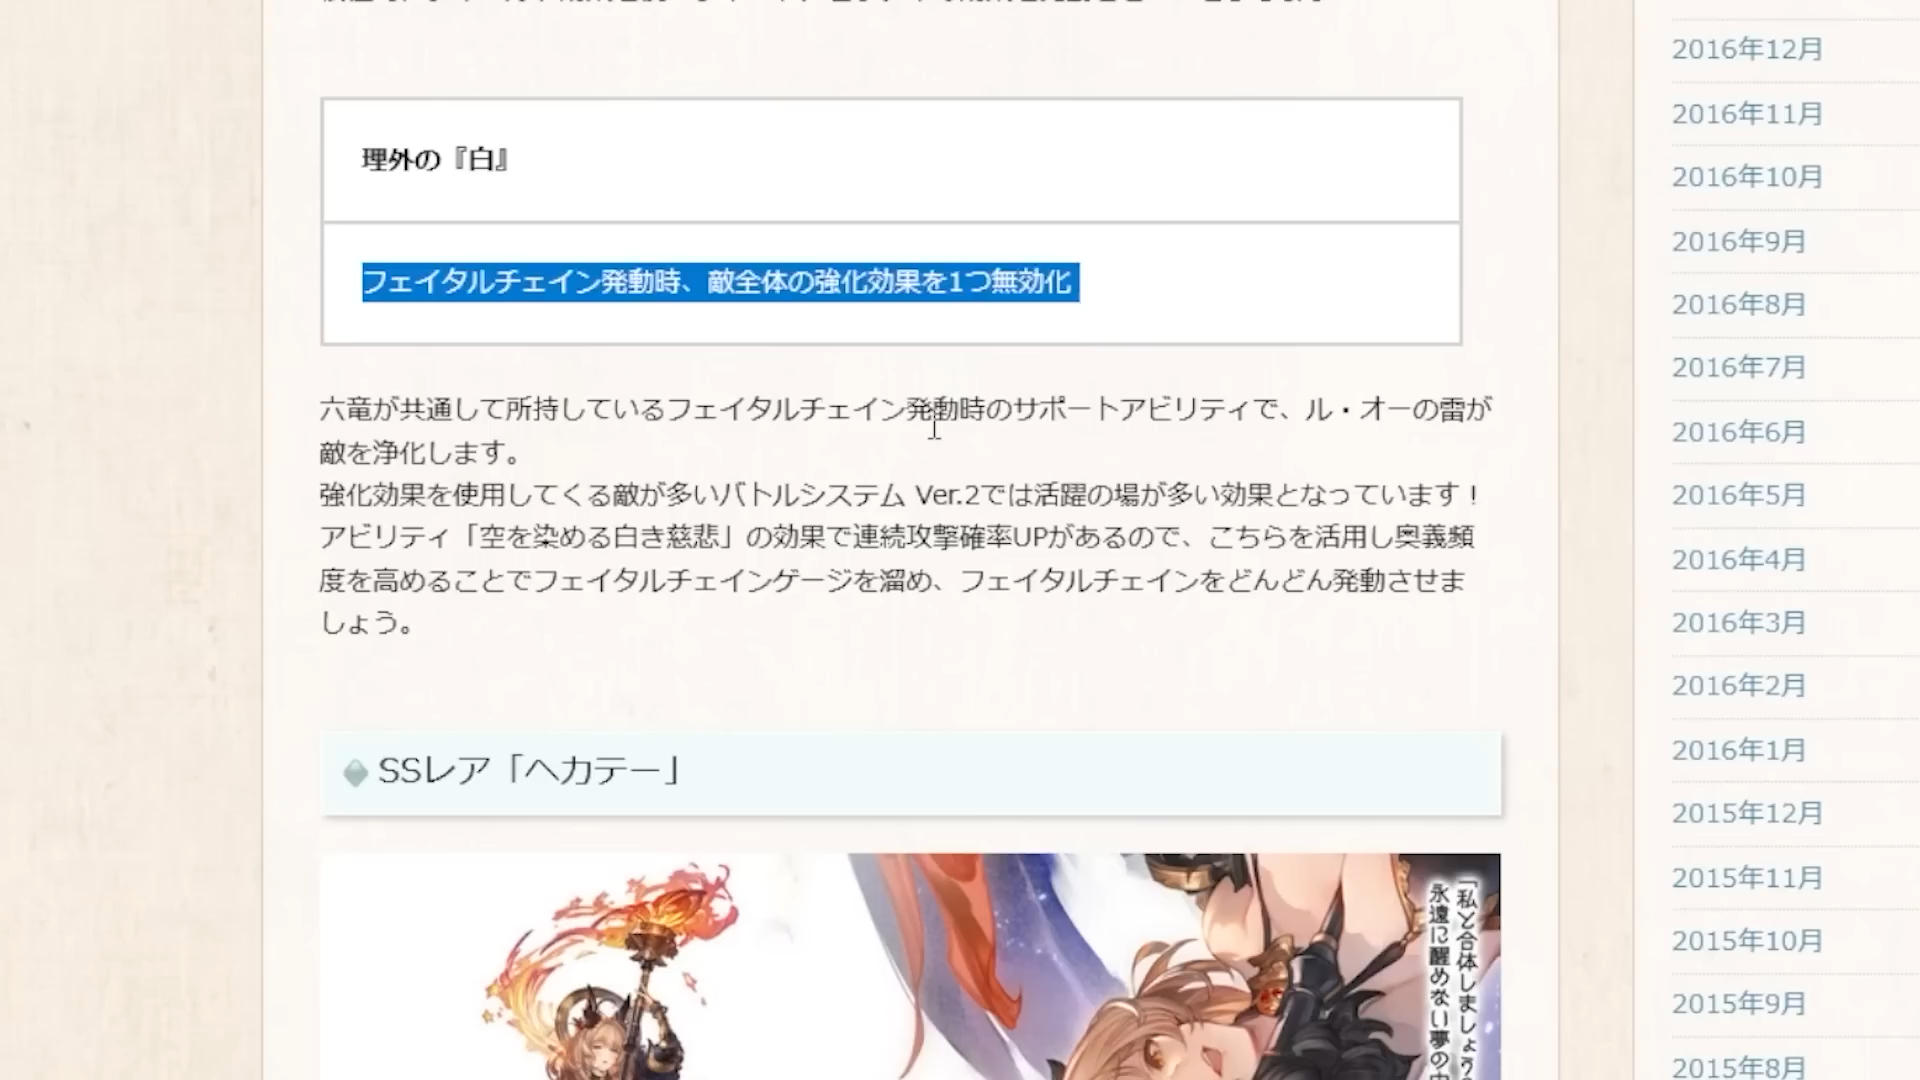 理外の『白』
フェイタルチェイン発動時、敵全体の強化効果を1つ無効化
六竜が共通して所持しているフェイタルチェイン発動時のサポートアビリティで、ル・オーの雷が
敵を浄化します。
強化効果を使用してくる敵が多いバトルシステム Ver.2では活躍の場が多い効果となっています！
アビリティ「空を染める白き慈悲」の効果で連続攻撃確率UPがあるので、こちらを活用し奥義頻
度を高めることでフェイタルチェインゲージを溜め、フェイタルチェインをどんどん発動させま
しょう。
SSレア「ヘカテー」
「私と合体しましょう
永遠に醒めない夢の中
2016年12月
2016年11月
2016年10月
2016年9月
2016年8月
2016年7月
2016年6月
2016年5月
2016年4月
2016年3月
2016年2月
2016年1月
2015年12月
2015年11月
2015年10月
2015年9月
2015年8月